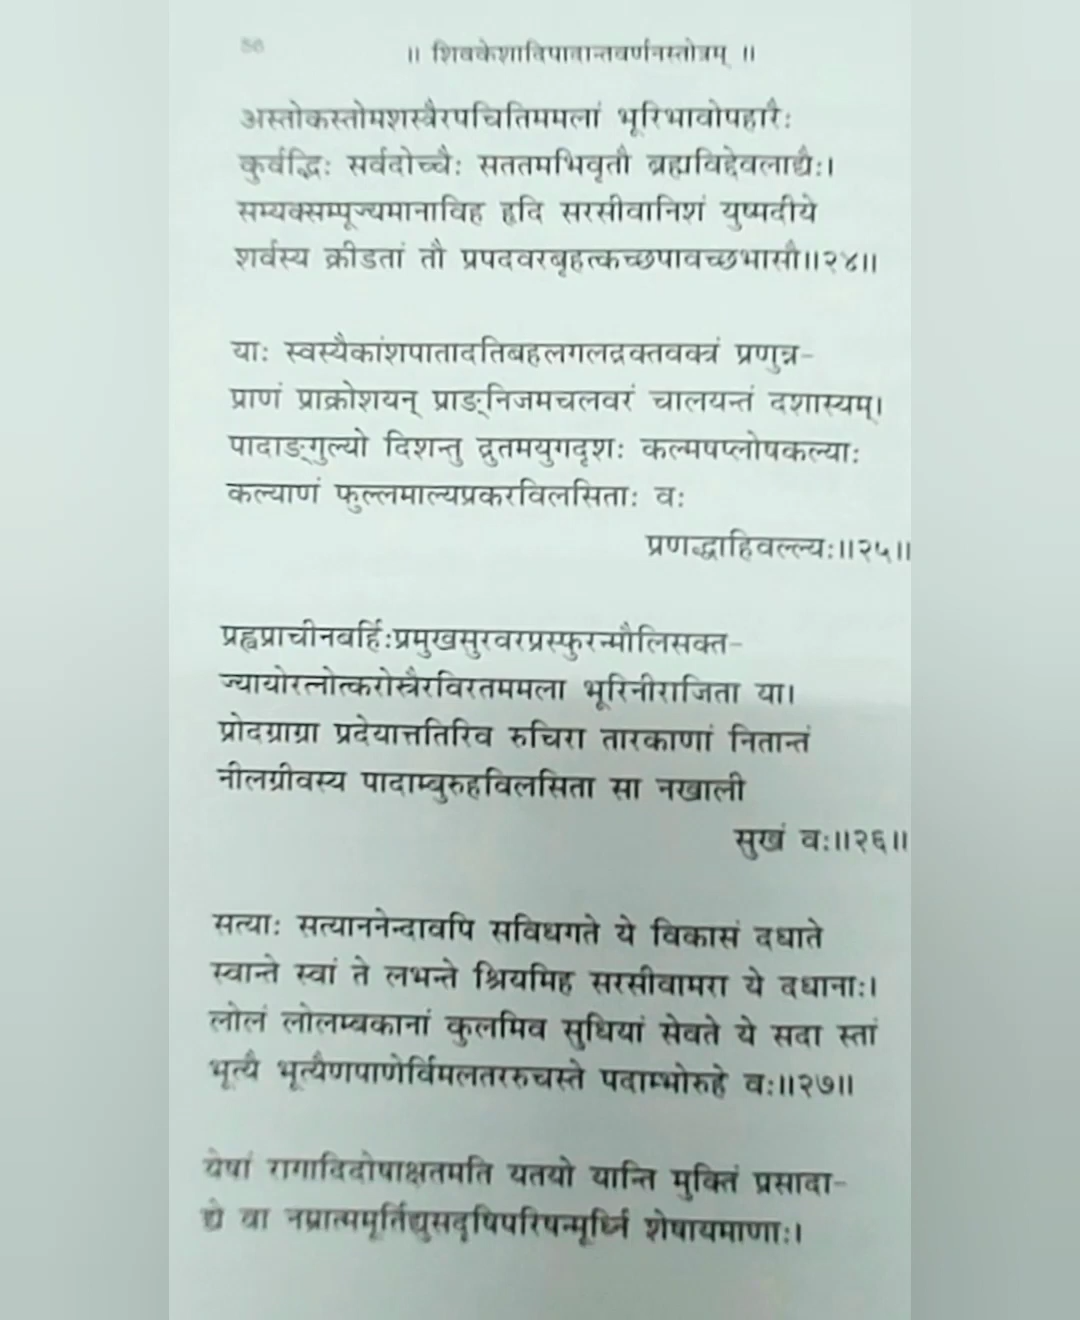 56
॥ शिवकेशादिपादान्तवर्णनस्तोत्रम् ॥
अस्तोकस्तोमशस्त्रैरपचितिममलां भूरिभावोपहारैः
कुर्वद्भिः सर्वदोच्चैः सततमभिवृतौ ब्रह्मविद्देवलाद्यैः।
सम्यक्सम्पूज्यमानाविह हृदि सरसीवानिशं युष्मदीये
शर्वस्य क्रीडतां तौ प्रपदवरबृहत्कच्छपावच्छभासौ॥२४॥
याः स्वस्यैकांशपातादतिबहलगलद्रक्तवक्त्रं प्रणुन्न-
प्राणं प्राक्रोशयन् प्राङ्निजमचलवरं चालयन्तं दशास्यम्।
पादाङ्गुल्यो दिशन्तु द्रुतमयुगदृशः कल्मषप्लोषकल्याः
कल्याणं फुल्लमाल्यप्रकरविलसिताः वः
प्रणद्धाहिवल्ल्यः॥२५॥
प्रह्वप्राचीनबर्हिःप्रमुखसुरवरप्रस्फुरन्मौलिसक्त-
ज्यायोरत्नोत्करोस्त्रैरविरतममला भूरिनीराजिता या।
प्रोदग्राग्रा प्रदेयात्ततिरिव रुचिरा तारकाणां नितान्तं
नीलग्रीवस्य पादाम्बुरुहविलसिता सा नखाली
सुखं वः॥२६॥
सत्याः सत्याननेन्दावपि सविधगते ये विकासं दधाते
स्वान्ते स्वां ते लभन्ते श्रियमिह सरसीवामरा ये दधानाः।
लोलं लोलम्बकानां कुलमिव सुधियां सेवते ये सदा स्तां
भूत्यै भूत्यैणपाणेर्विमलतररुचस्ते पदाम्भोरुहे वः॥२७॥
येषां रागादिदोषाक्षतमति यतयो यान्ति मुक्तिं प्रसादा-
द्ये वा नम्रात्ममूर्तिद्युसदृषिपरिषन्मूर्ध्नि शेषायमाणाः।